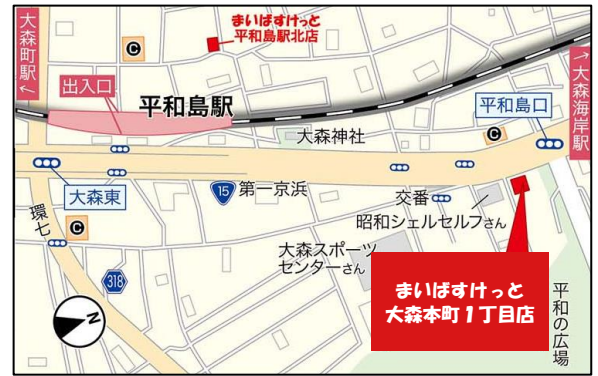 大森町駅
まいばすけっと
平和島駅北店
C
出入口
平和島駅
大森神社
C
平和島口
大森海岸駅
大森東
15
第一京浜
交番
昭和シェルセルフさん
環七
C
大森スポーツ
センターさん
318
まいばすけっと
大森本町1丁目店
平和の広場
N